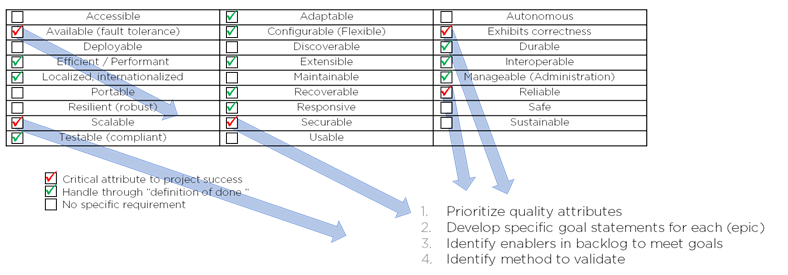 Accessible Adaptable Autonomous
Available (fault tolerance) Configurable (Flexible) Exhibits correctness
Deployable Discoverable Durable
Efficient / Performant Extensible Interoperable
Localized, internationalized Maintainable Manageable (Administration)
Portable Recoverable Reliable
Resilient (robust) Responsive Safe
Scalable Securable Sustainable
Testable (compliant) Usable
Critical attribute to project success
Handle through "definition of done."
No specific requirement
1. Prioritize quality attributes
2. Develop specific goal statements for each (epic)
3. Identify enablers in backlog to meet goals
4. Identify method to validate